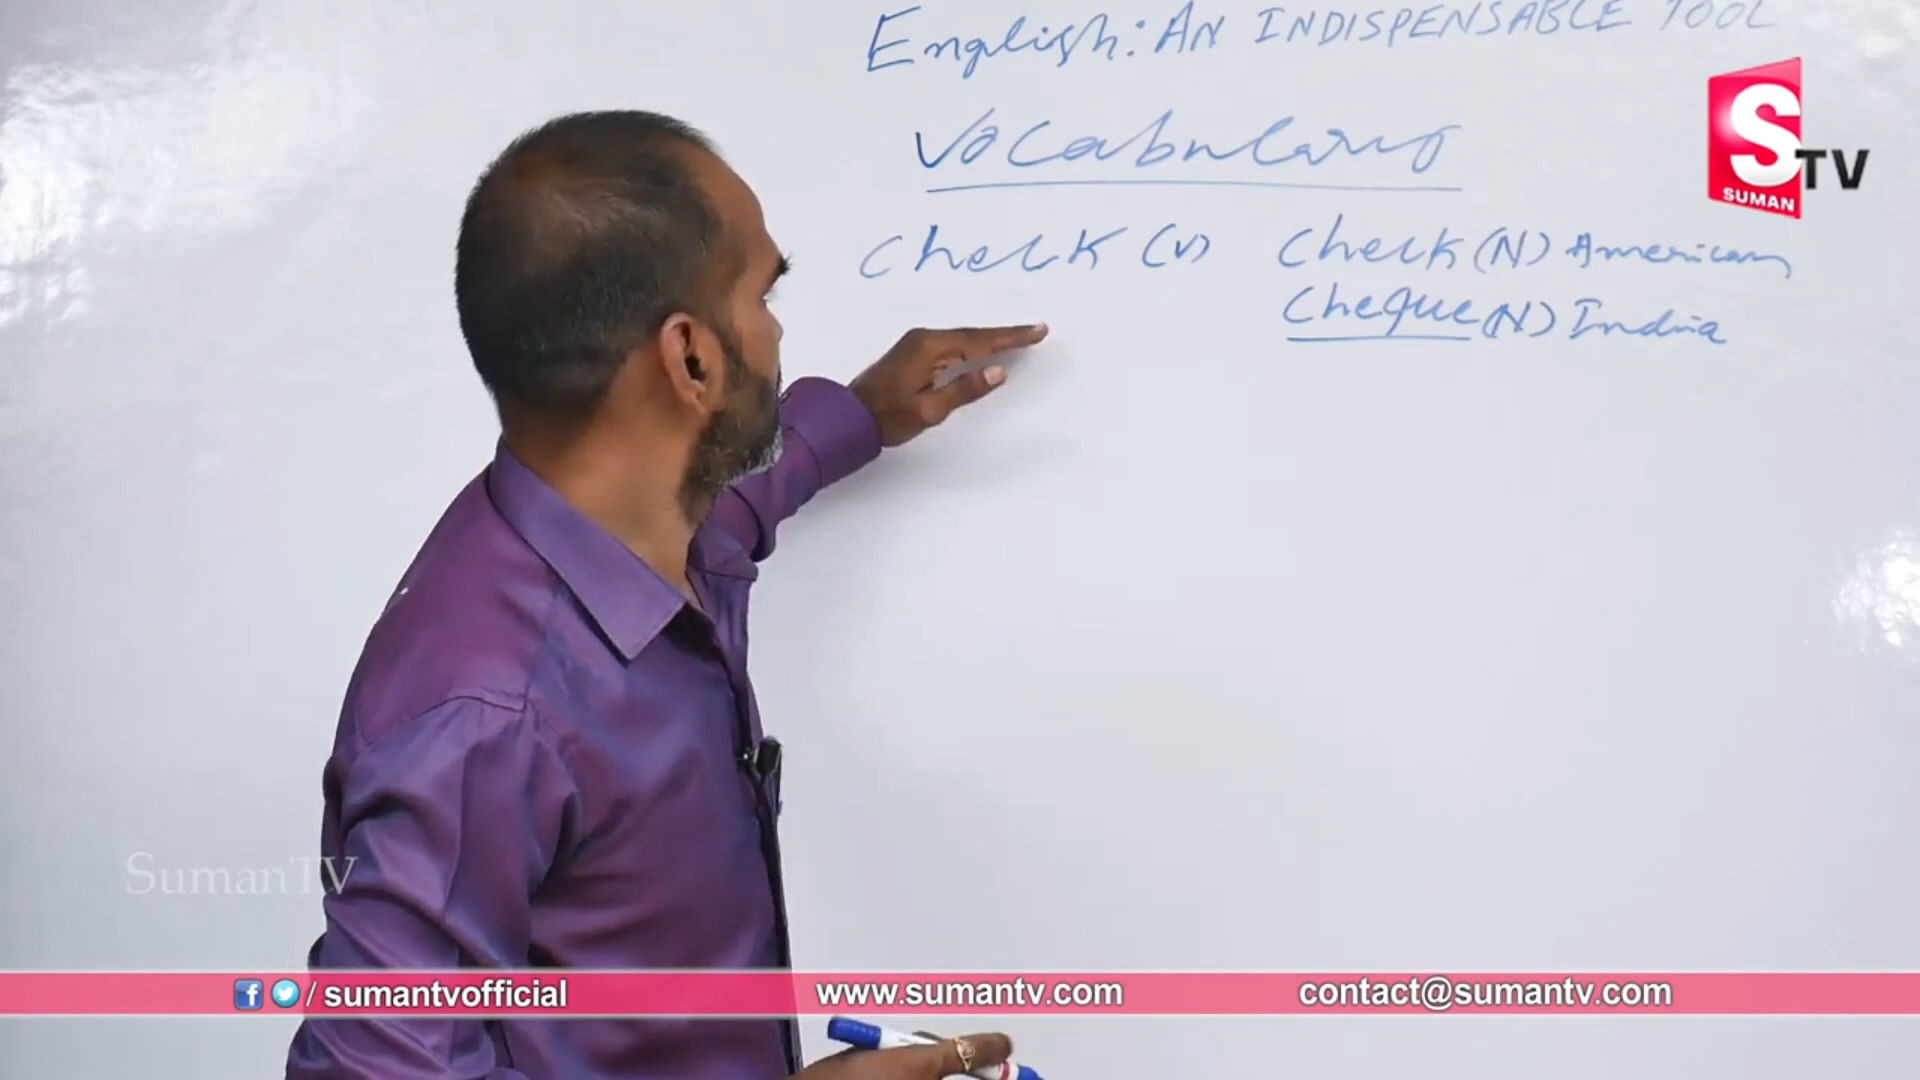 English: AN INDISPENSABLE TOOL
Vocabulary
Check (v) Check (N) American
Cheque (N) India
S TV
SUMAN
SumanTV
/ sumantvofficial www.sumantv.com contact@sumantv.com